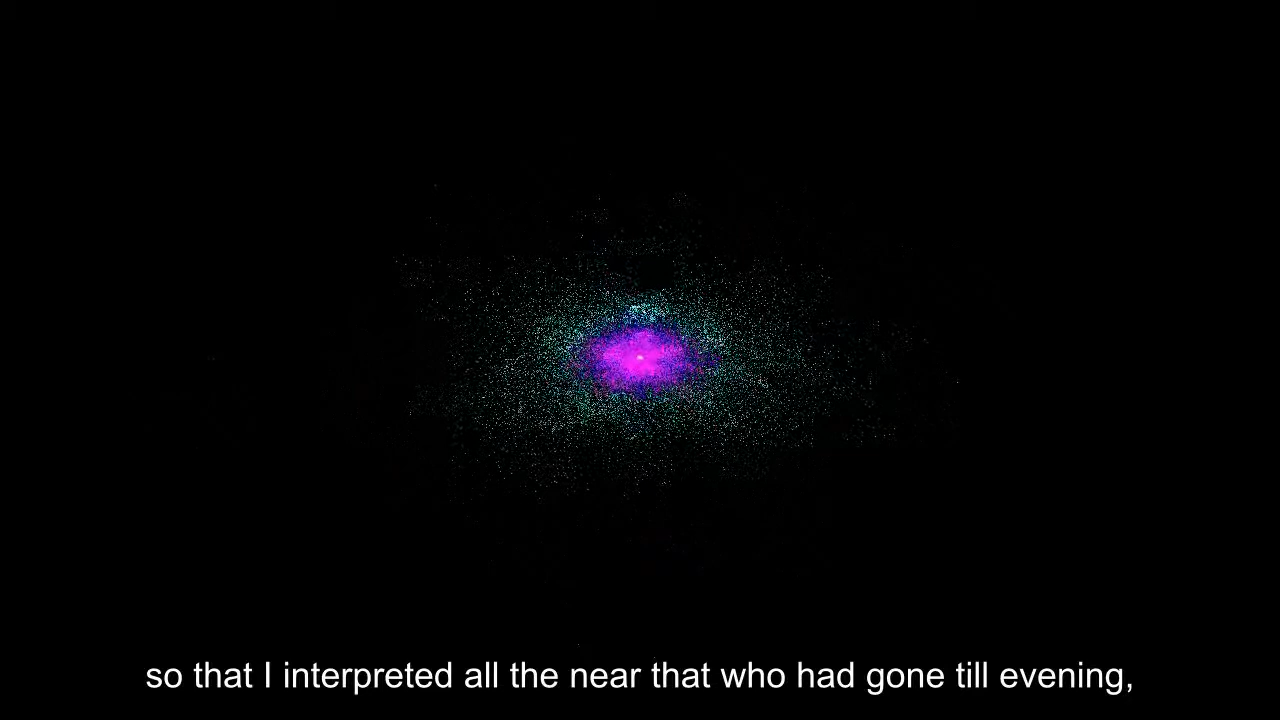 so that I interpreted all the near that who had gone till evening,